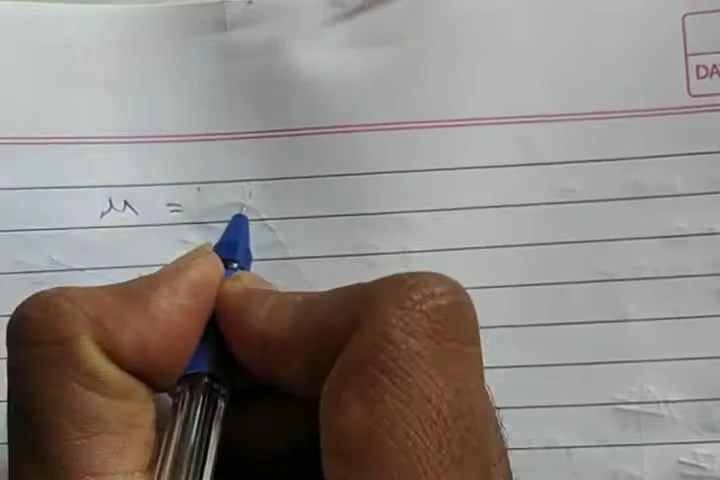 DA
μ =